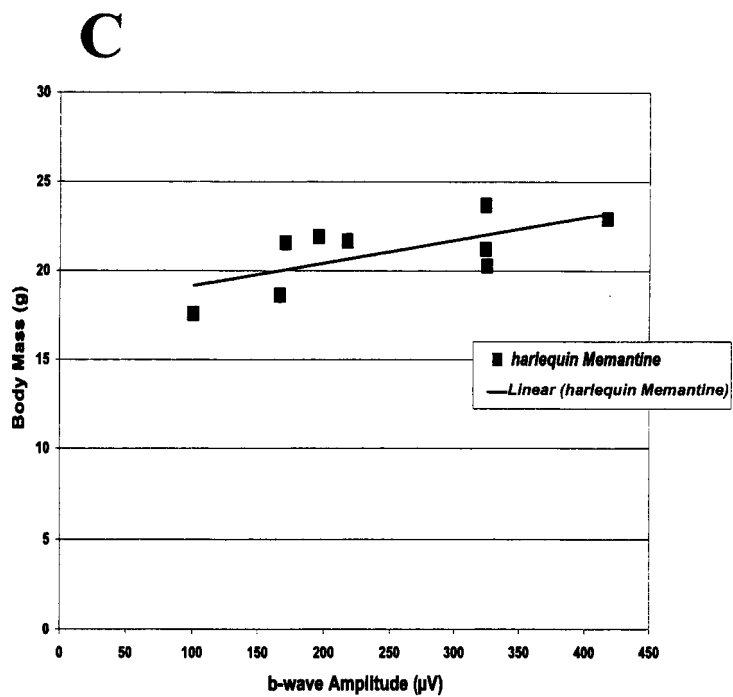 C
30
25
20
15
10
5
0
Body Mass (g)
harlequin Memantine
Linear (harlequin Memantine)
0 50 100 150 200 250 300 350 400 450
b-wave Amplitude (µV)